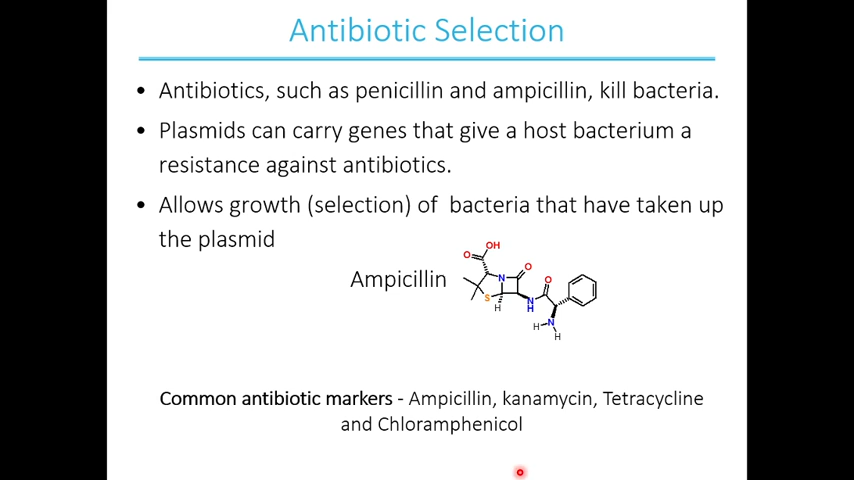 Antibiotic Selection
• Antibiotics, such as penicillin and ampicillin, kill bacteria.
• Plasmids can carry genes that give a host bacterium a
resistance against antibiotics.
• Allows growth (selection) of bacteria that have taken up
the plasmid
Ampicillin
OH
O
O
N
O
S
H
N
H
H
N
H
Common antibiotic markers - Ampicillin, kanamycin, Tetracycline
and Chloramphenicol